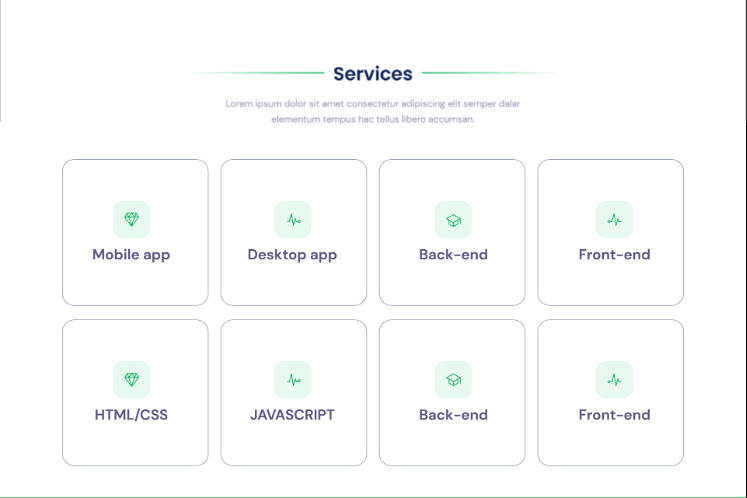 Services
Lorem ipsum dolor sit amet consectetur adipiscing elit semper dalar
elementum tempus hac tellus libero accumsan.
Mobile app
Desktop app
Back-end
Front-end
HTML/CSS
JAVASCRIPT
Back-end
Front-end